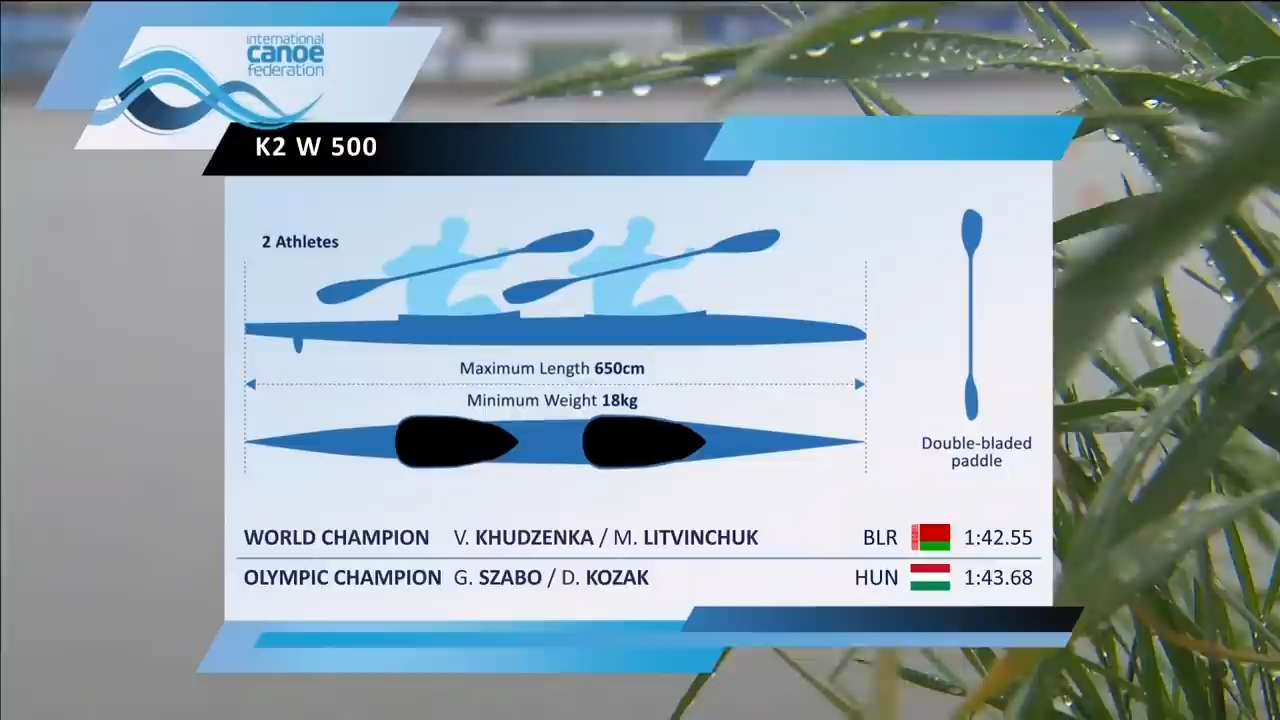 international
canoe
federation
K2 W 500
2 Athletes
Maximum Length 650cm
Minimum Weight 18kg
Double-bladed
paddle
WORLD CHAMPION V. KHUDZENKA / M. LITVINCHUK BLR 1:42.55
OLYMPIC CHAMPION G. SZABO / D. KOZAK HUN 1:43.68